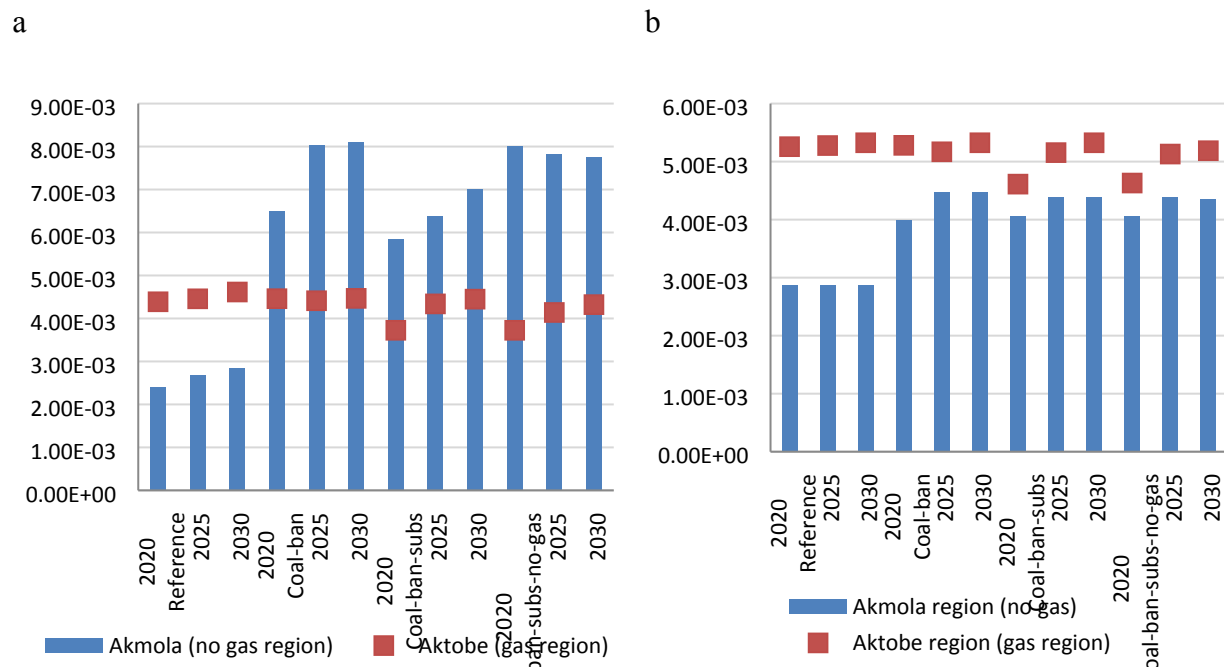 a
9.00E-03
8.00E-03
7.00E-03
6.00E-03
5.00E-03
4.00E-03
3.00E-03
2.00E-03
1.00E-03
0.00E+00
2020
Reference
2025
2030
2020
Coal-ban
2025
2030
2020
Coal-ban-subs
2025
2030
2020
ban-subs-no-gas
2025
2030
Akmola (no gas region)
Aktobe (gas region)
b
6.00E-03
5.00E-03
4.00E-03
3.00E-03
2.00E-03
1.00E-03
0.00E+00
2020
Reference
2025
2030
2020
Coal-ban
2025
2030
2020
Coal-ban-subs
2025
2030
2020
oal-ban-subs-no-gas
2025
2030
Akmola region (no gas)
Aktobe region (gas region)